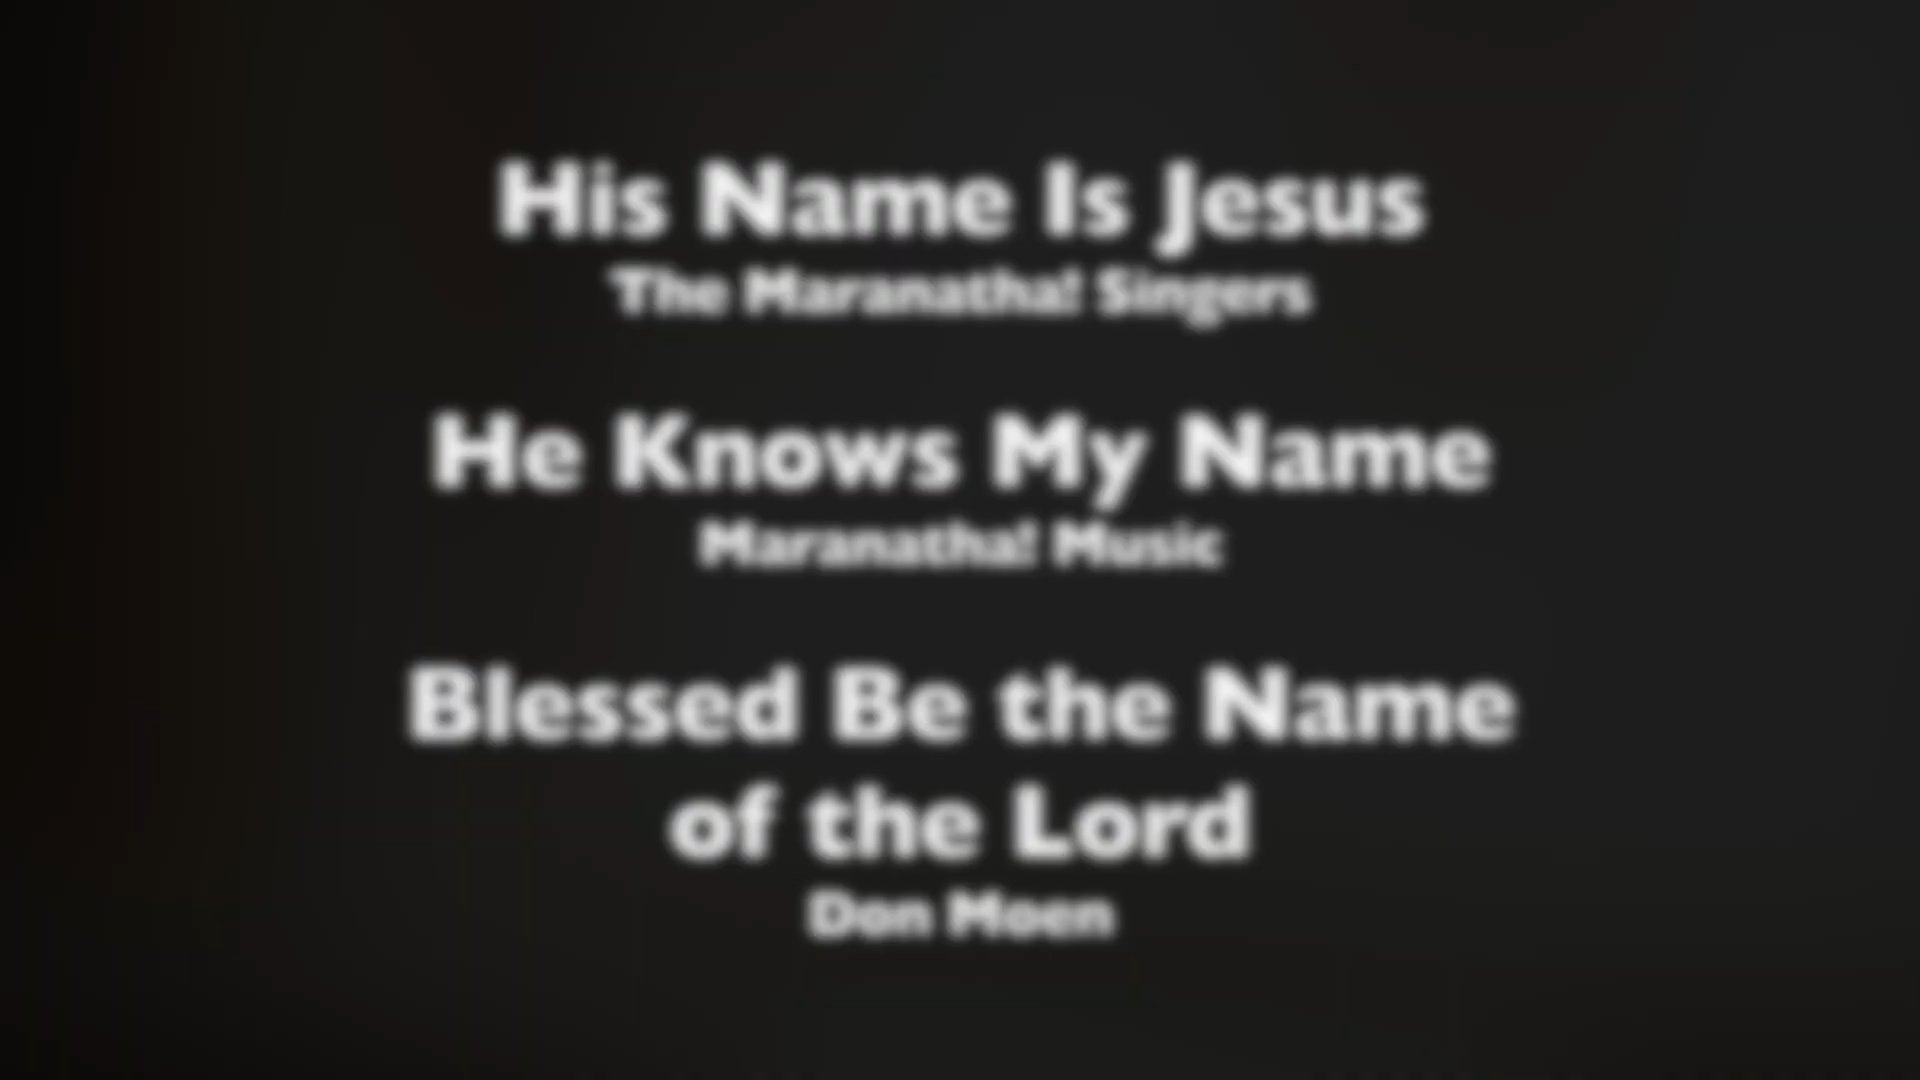 His Name Is Jesus
The Maranatha! Singers
He Knows My Name
Maranatha! Music
Blessed Be the Name
of the Lord
Don Moen